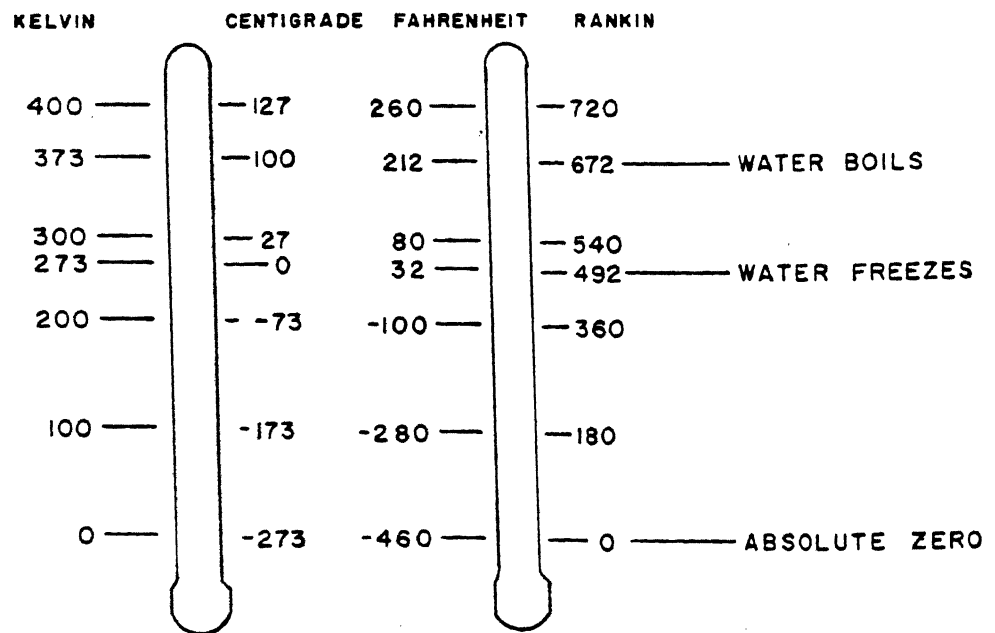 KELVIN CENTIGRADE FAHRENHEIT RANKIN
400 127 260 720
373 100 212 672 WATER BOILS
300 27 80 540
273 0 32 492 WATER FREEZES
200 -73 -100 360
100 -173 -280 180
0 -273 -460 0 ABSOLUTE ZERO